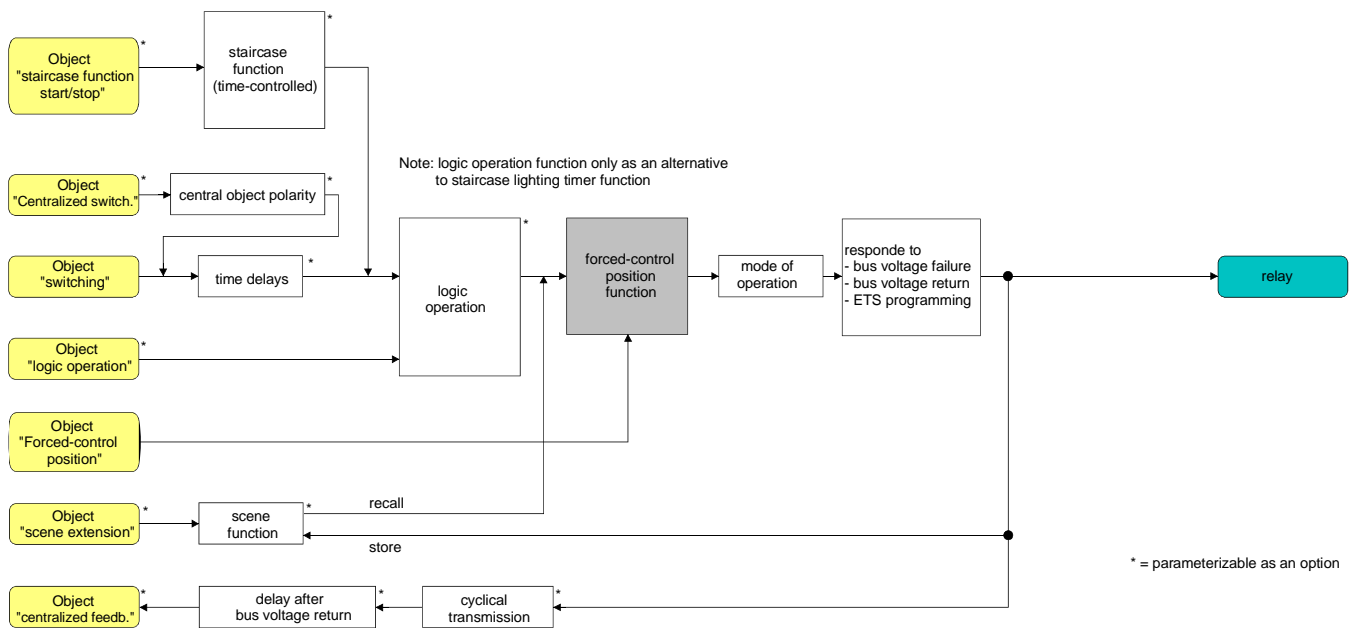 *
*
Object
"staircase function
start/stop"
staircase
function
(time-controlled)
Note: logic operation function only as an alternative
to staircase lighting timer function
*
*
Object
"Centralized switch."
central object polarity
*
*
Object
"switching"
*
time delays
logic
operation
forced-control
position
function
mode of
operation
responde to
- bus voltage failure
- bus voltage return
- ETS programming
relay
*
Object
"logic operation"
Object
"Forced-control
position"
*
*
Object
"scene extension"
scene
function
recall
store
* = parameterizable as an option
*
*
*
Object
"centralized feedb."
delay after
bus voltage return
cyclical
transmission